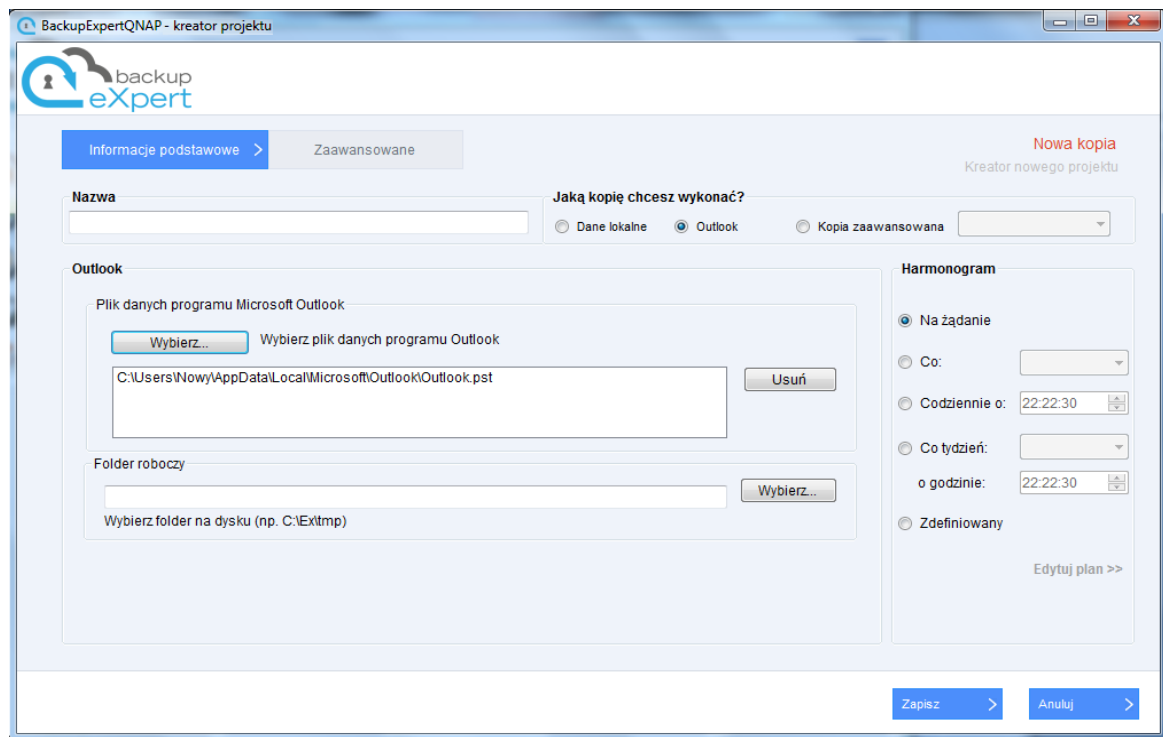 BackupExpertQNAP - kreator projektu
backup
eXpert
Informacje podstawowe >
Zaawansowane
Nowa kopia
Kreator nowego projektu
Nazwa
Jaką kopię chcesz wykonać?
Dane lokalne
Outlook
Kopia zaawansowana
Outlook
Plik danych programu Microsoft Outlook
Wybierz...
Wybierz plik danych programu Outlook
C:\Users\Nowy\AppData\Local\Microsoft\Outlook\Outlook.pst
Usuń
Folder roboczy
Wybierz...
Wybierz folder na dysku (np. C:\Ex\tmp)
Harmonogram
Na żądanie
Co:
Codziennie o: 22:22:30
Co tydzień:
o godzinie: 22:22:30
Zdefiniowany
Edytuj plan >>
Zapisz >
Anuluj >